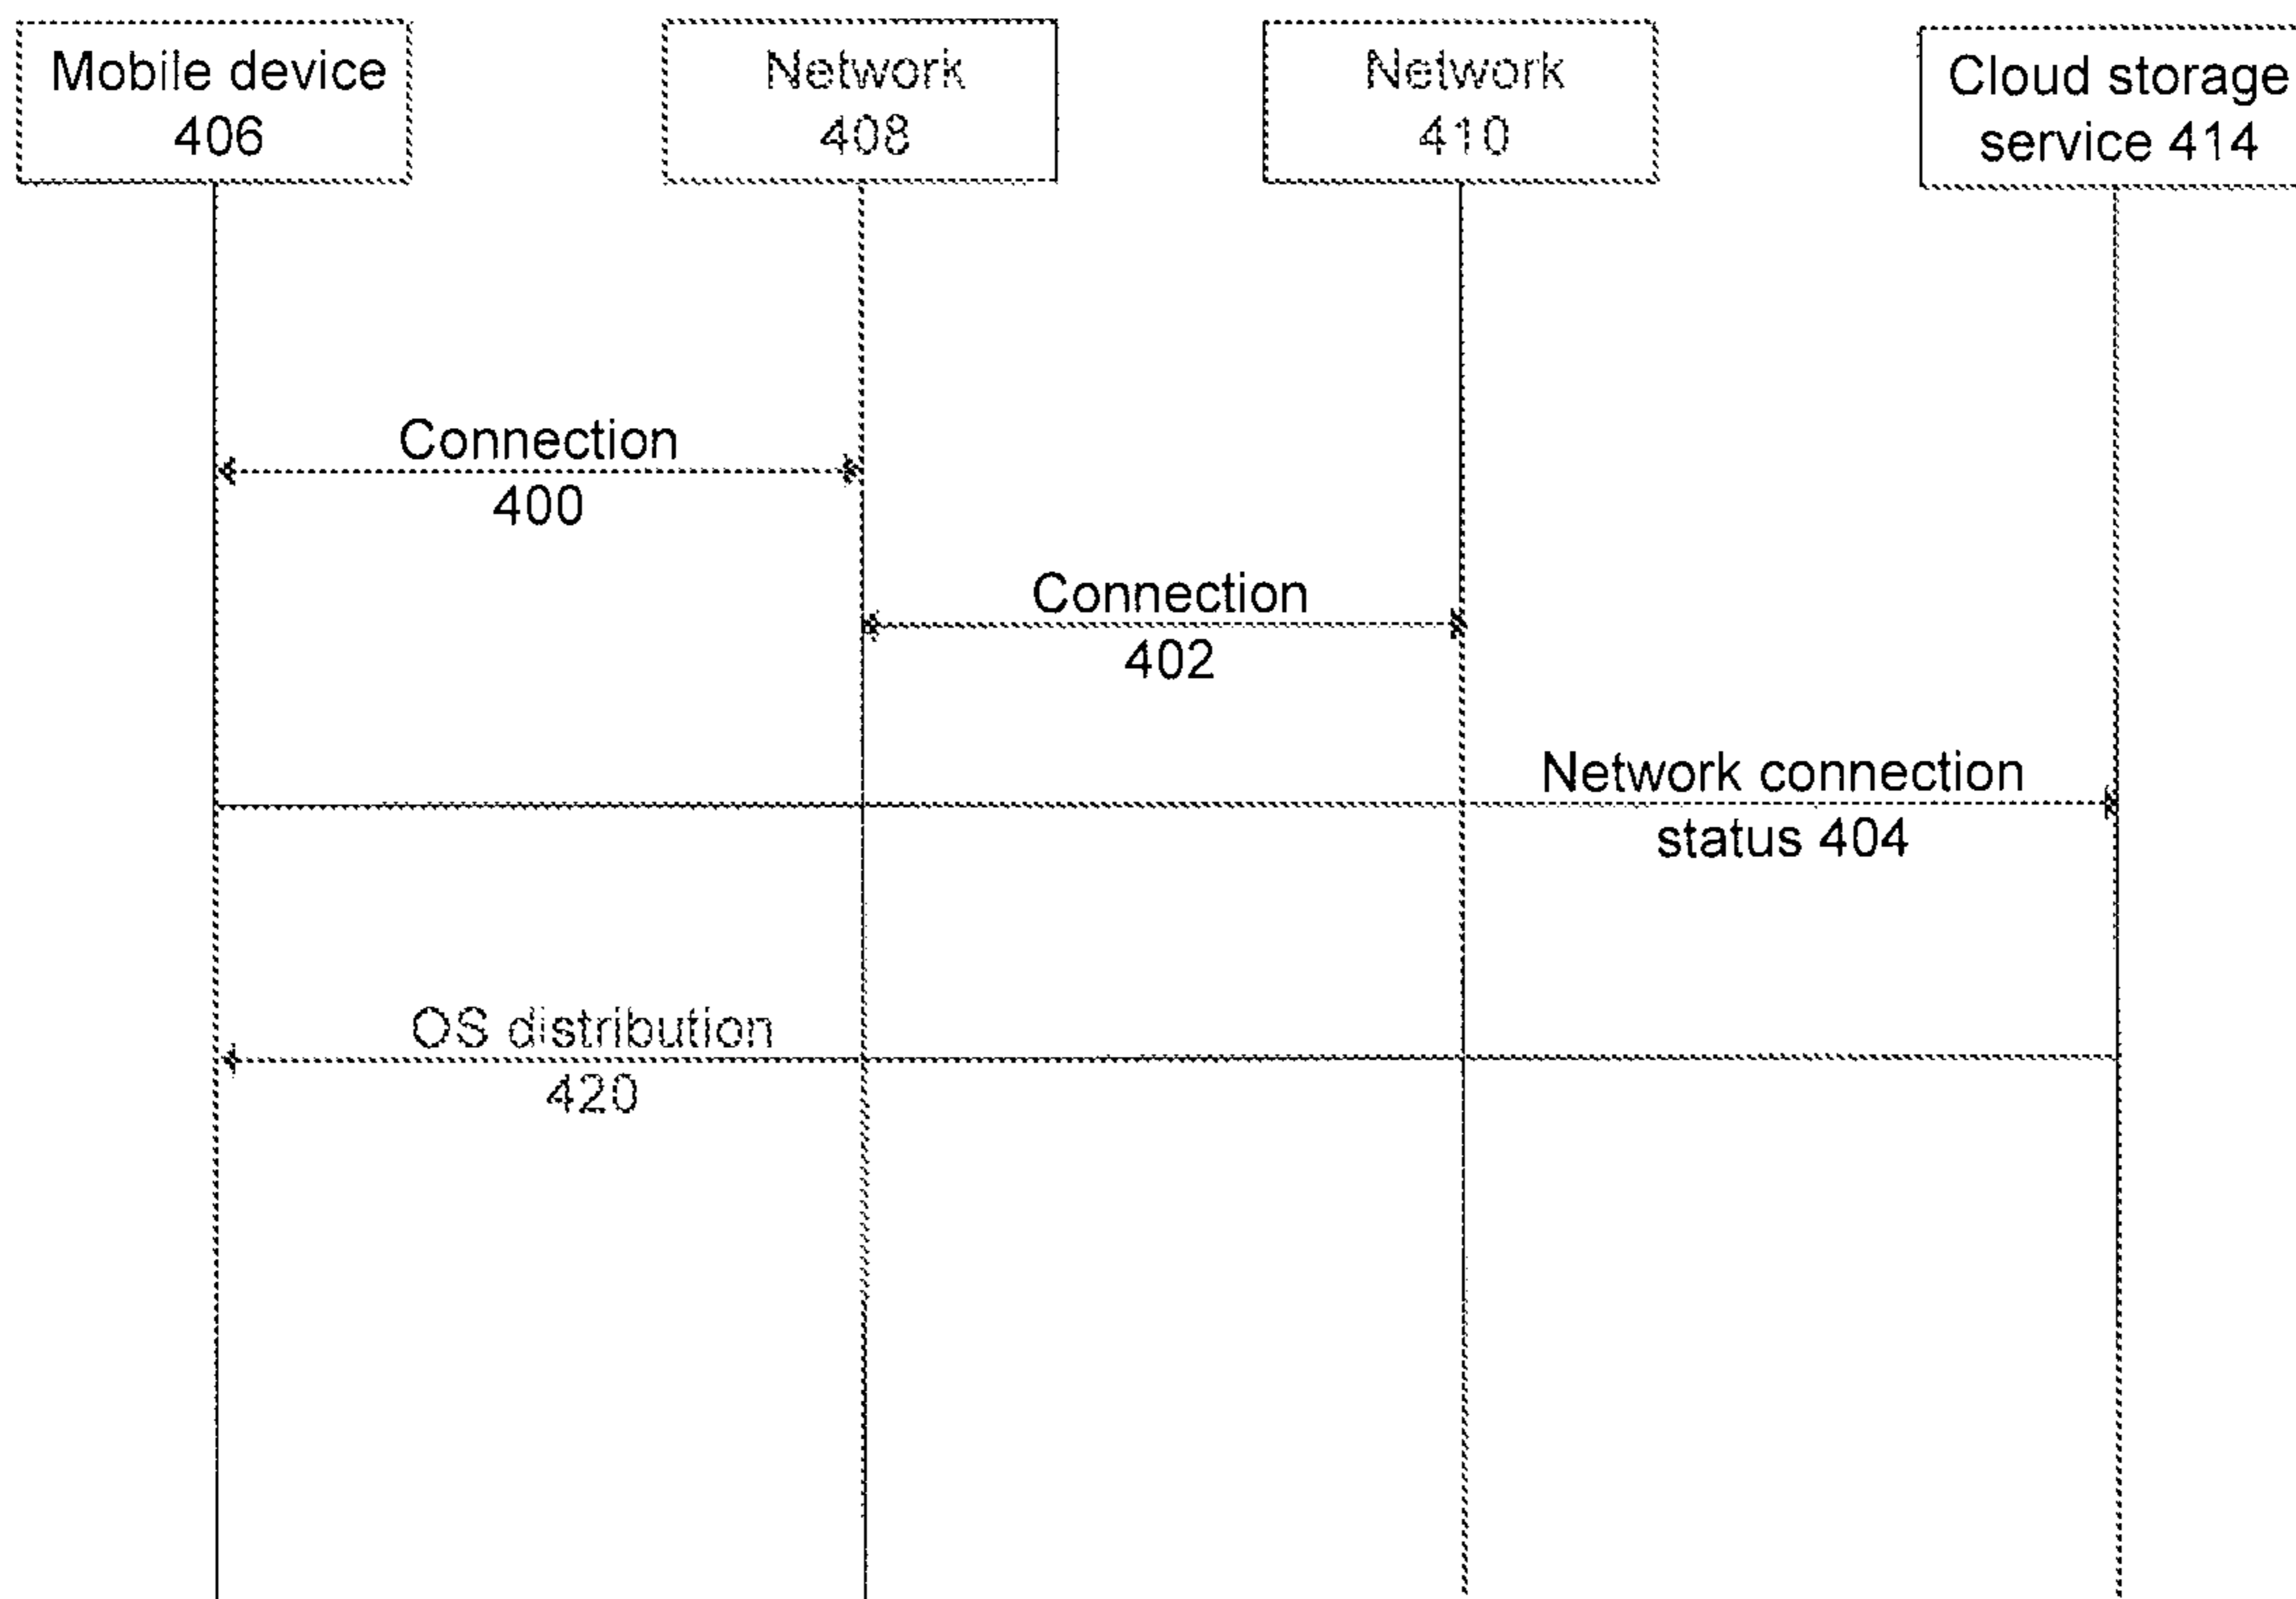 Mobile device
406
Network
408
Network
410
Cloud storage
service 414
Connection
400
Connection
402
Network connection
status 404
OS distribution
420